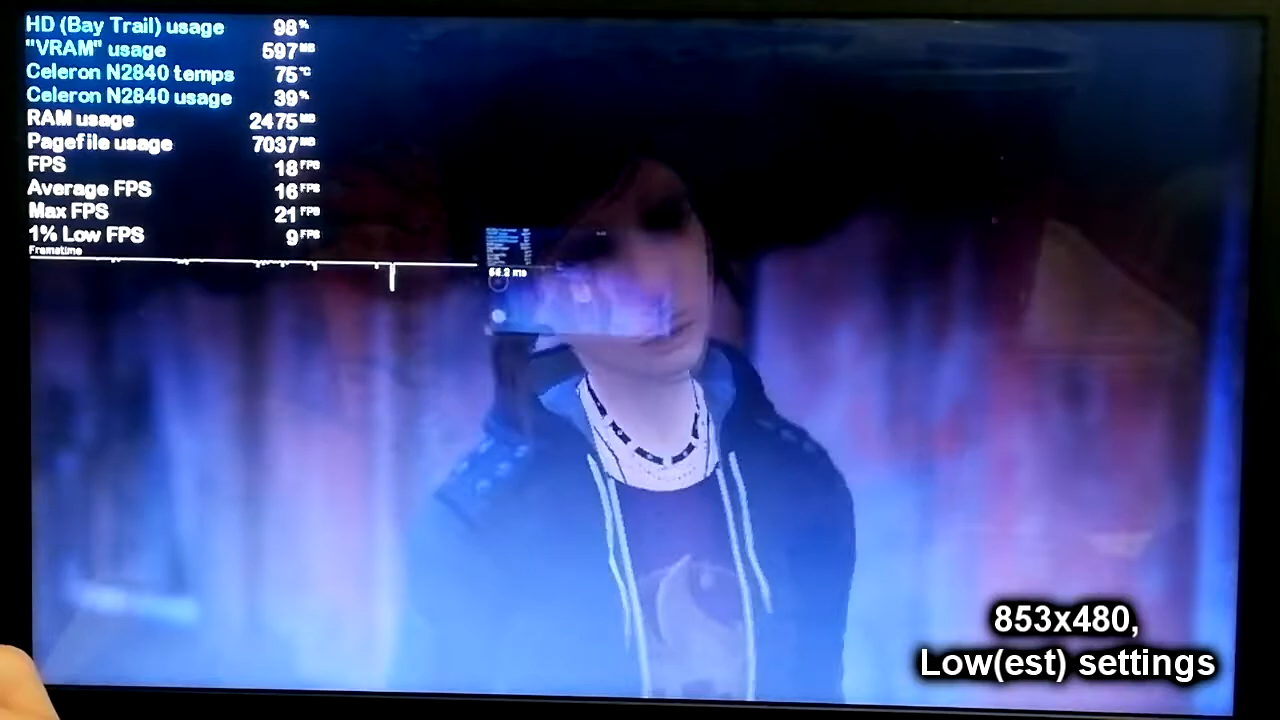 HD (Bay Trail) usage 98%
"VRAM" usage 597MB
Celeron N2840 temps 75°C
Celeron N2840 usage 39%
RAM usage 2475MB
Pagefile usage 7037MB
FPS 18FPS
Average FPS 16FPS
Max FPS 21FPS
1% Low FPS 9FPS
Frametime
853x480,
Low(est) settings